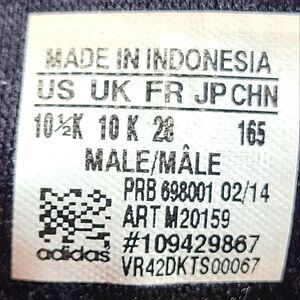 MADE IN INDONESIA
US UK FR JP CHN
10½K 10 K 28 165
MALE/MÂLE
PRB 698001 02/14
ART M20159
#109429867
adidas VR42DKTS00067